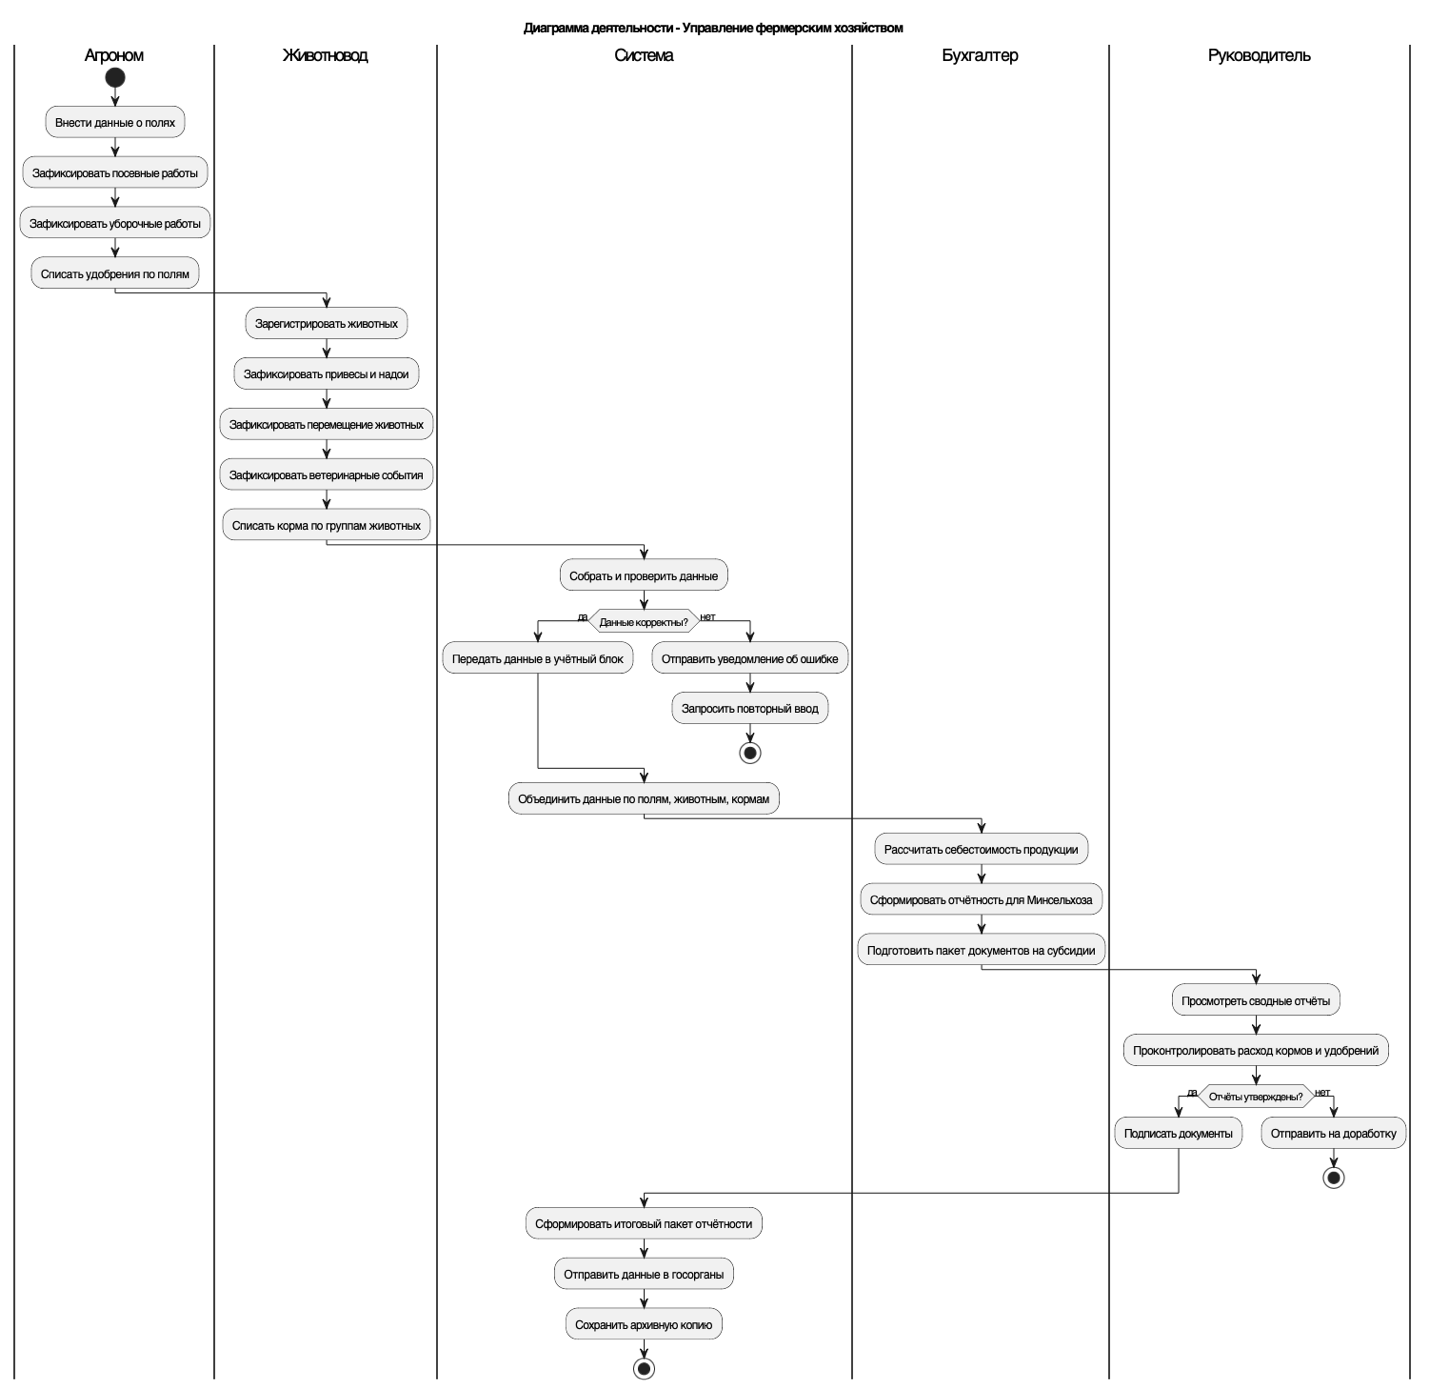 Диаграмма деятельности - Управление фермерским хозяйством
Агроном
Животновод
Система
Бухгалтер
Руководитель
Внести данные о полях
Зафиксировать посевные работы
Зафиксировать уборочные работы
Списать удобрения по полям
Зарегистрировать животных
Зафиксировать привесы и надои
Зафиксировать перемещение животных
Зафиксировать ветеринарные события
Списать корма по группам животных
Собрать и проверить данные
да
Данные корректны?
нет
Передать данные в учётный блок
Отправить уведомление об ошибке
Запросить повторный ввод
Объединить данные по полям, животным, кормам
Рассчитать себестоимость продукции
Сформировать отчётность для Минсельхоза
Подготовить пакет документов на субсидии
Просмотреть сводные отчёты
Проконтролировать расход кормов и удобрений
да
Отчёты утверждены?
нет
Подписать документы
Отправить на доработку
Сформировать итоговый пакет отчётности
Отправить данные в госорганы
Сохранить архивную копию